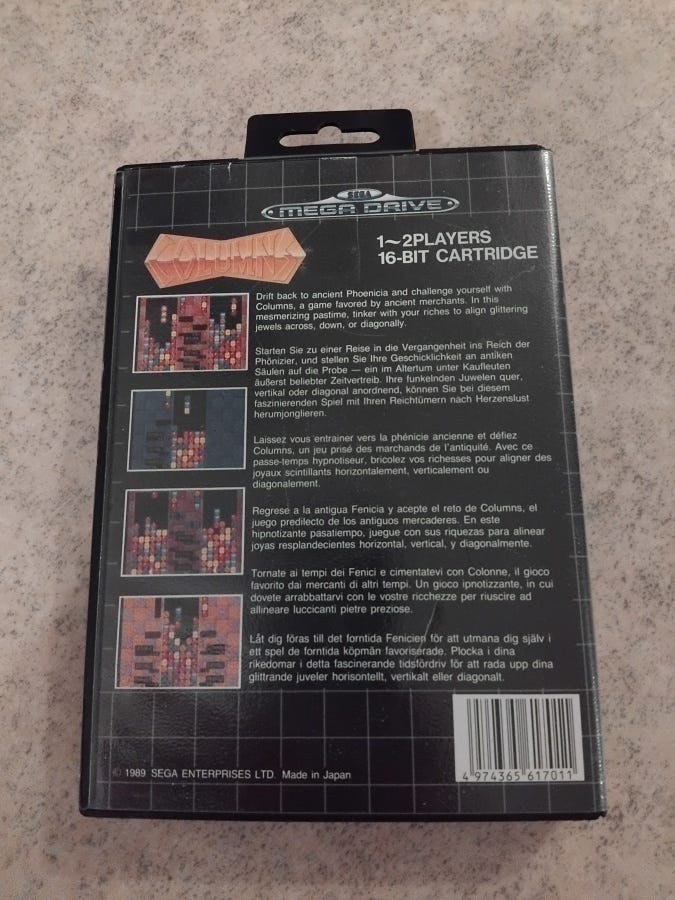 SEGA
MEGA DRIVE
COLUMNS
1~2PLAYERS
16-BIT CARTRIDGE
Drift back to ancient Phoenicia and challenge yourself with
Columns, a game favored by ancient merchants. In this
mesmerizing pastime, tinker with your riches to align glittering
jewels across, down, or diagonally.
Starten Sie zu einer Reise in die Vergangenheit ins Reich der
Phönizier, und stellen Sie Ihre Geschicklichkeit an antiken
Säulen auf die Probe — ein im Altertum unter Kaufleuten
äußerst beliebter Zeitvertreib. Ihre funkelnden Juwelen quer,
vertikal oder diagonal anordnend, können Sie bei diesem
faszinierenden Spiel mit Ihren Reichtümern nach Herzenslust
herumjonglieren.
Laissez vous entrainer vers la phénicie ancienne et défiez
Columns, un jeu prisé des marchands de l'antiquité. Avec ce
passe-temps hypnotiseur, bricolez vos richesses pour aligner des
joyaux scintillants horizontalement, verticalement ou
diagonalement.
Regrese a la antigua Fenicia y acepte el reto de Columns, el
juego predilecto de los antiguos mercaderes. En este
hipnotizante pasatiempo, juegue con sus riquezas para alinear
joyas resplandecientes horizontal, vertical, y diagonalmente.
Tornate ai tempi dei Fenici e cimentatevi con Colonne, il gioco
favorito dai mercanti di altri tempi. Un gioco ipnotizzante, in cui
dovete arrabbattarvi con le vostre ricchezze per riuscire ad
allineare luccicanti pietre preziose.
Låt dig föras till det forntida Fenicien för att utmana dig själv i
ett spel de forntida köpmän favoriserade. Plocka i dina
rikedomar i detta fascinerande tidsfördriv för att rada upp dina
glittrande juveler horisontellt, vertikalt eller diagonalt.
© 1989 SEGA ENTERPRISES LTD. Made in Japan
4 974365 617011